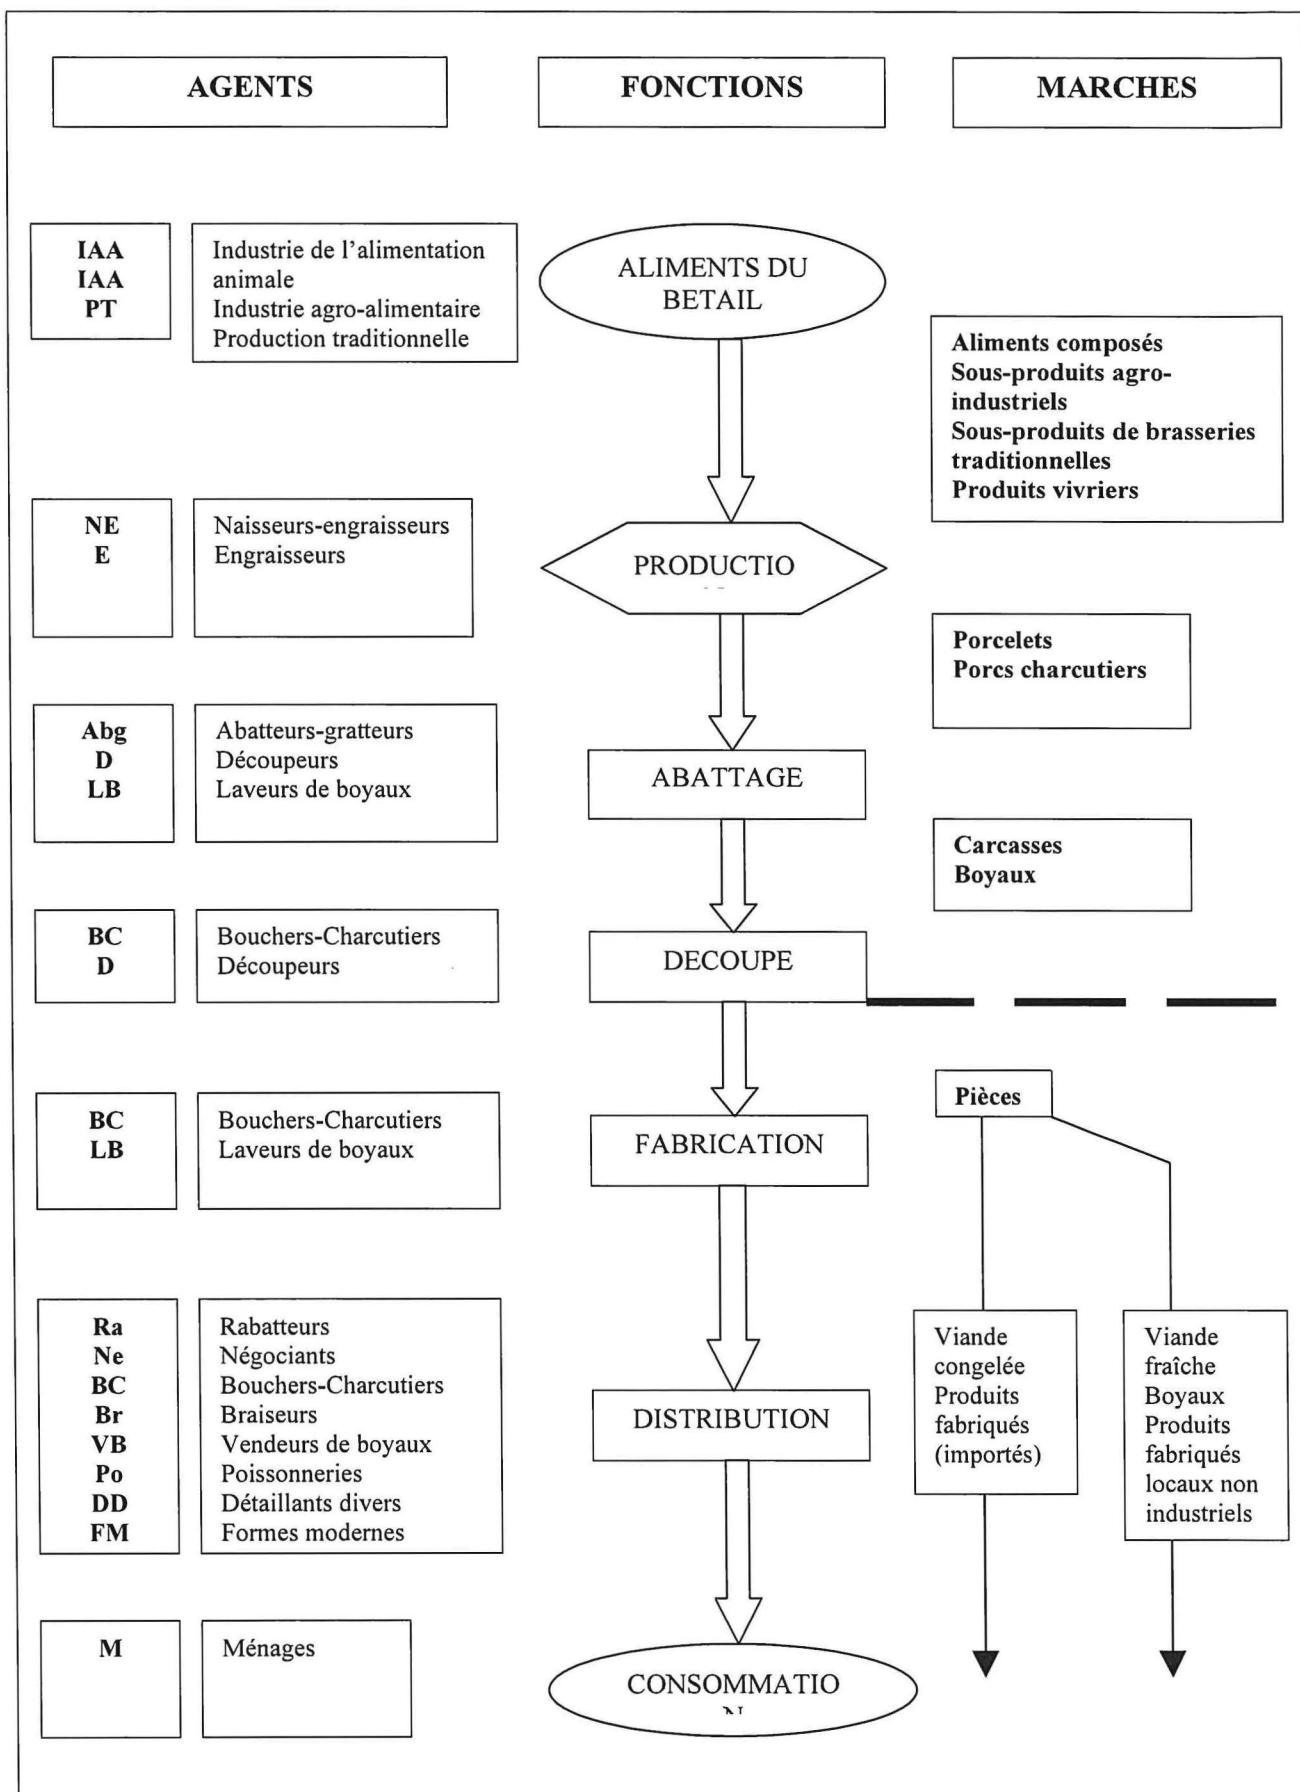 AGENTS
FONCTIONS
MARCHES
IAA
IAA
PT
Industrie de l'alimentation
animale
Industrie agro-alimentaire
Production traditionnelle
ALIMENTS DU
BETAIL
Aliments composés
Sous-produits agro-
industriels
Sous-produits de brasseries
traditionnelles
Produits vivriers
NE
E
Naisseurs-engraisseurs
Engraisseurs
PRODUCTIO
Porcelets
Porcs charcutiers
Abg
D
LB
Abatteurs-gratteurs
Découpeurs
Laveurs de boyaux
ABATTAGE
Carcasses
Boyaux
BC
D
Bouchers-Charcutiers
Découpeurs
DECOUPE
BC
LB
Bouchers-Charcutiers
Laveurs de boyaux
FABRICATION
Pièces
Ra
Ne
BC
Br
VB
Po
DD
FM
Rabatteurs
Négociants
Bouchers-Charcutiers
Braiseurs
Vendeurs de boyaux
Poissonneries
Détaillants divers
Formes modernes
DISTRIBUTION
Viande
congelée
Produits
fabriqués
(importés)
Viande
fraîche
Boyaux
Produits
fabriqués
locaux non
industriels
M
Ménages
CONSOMMATIO